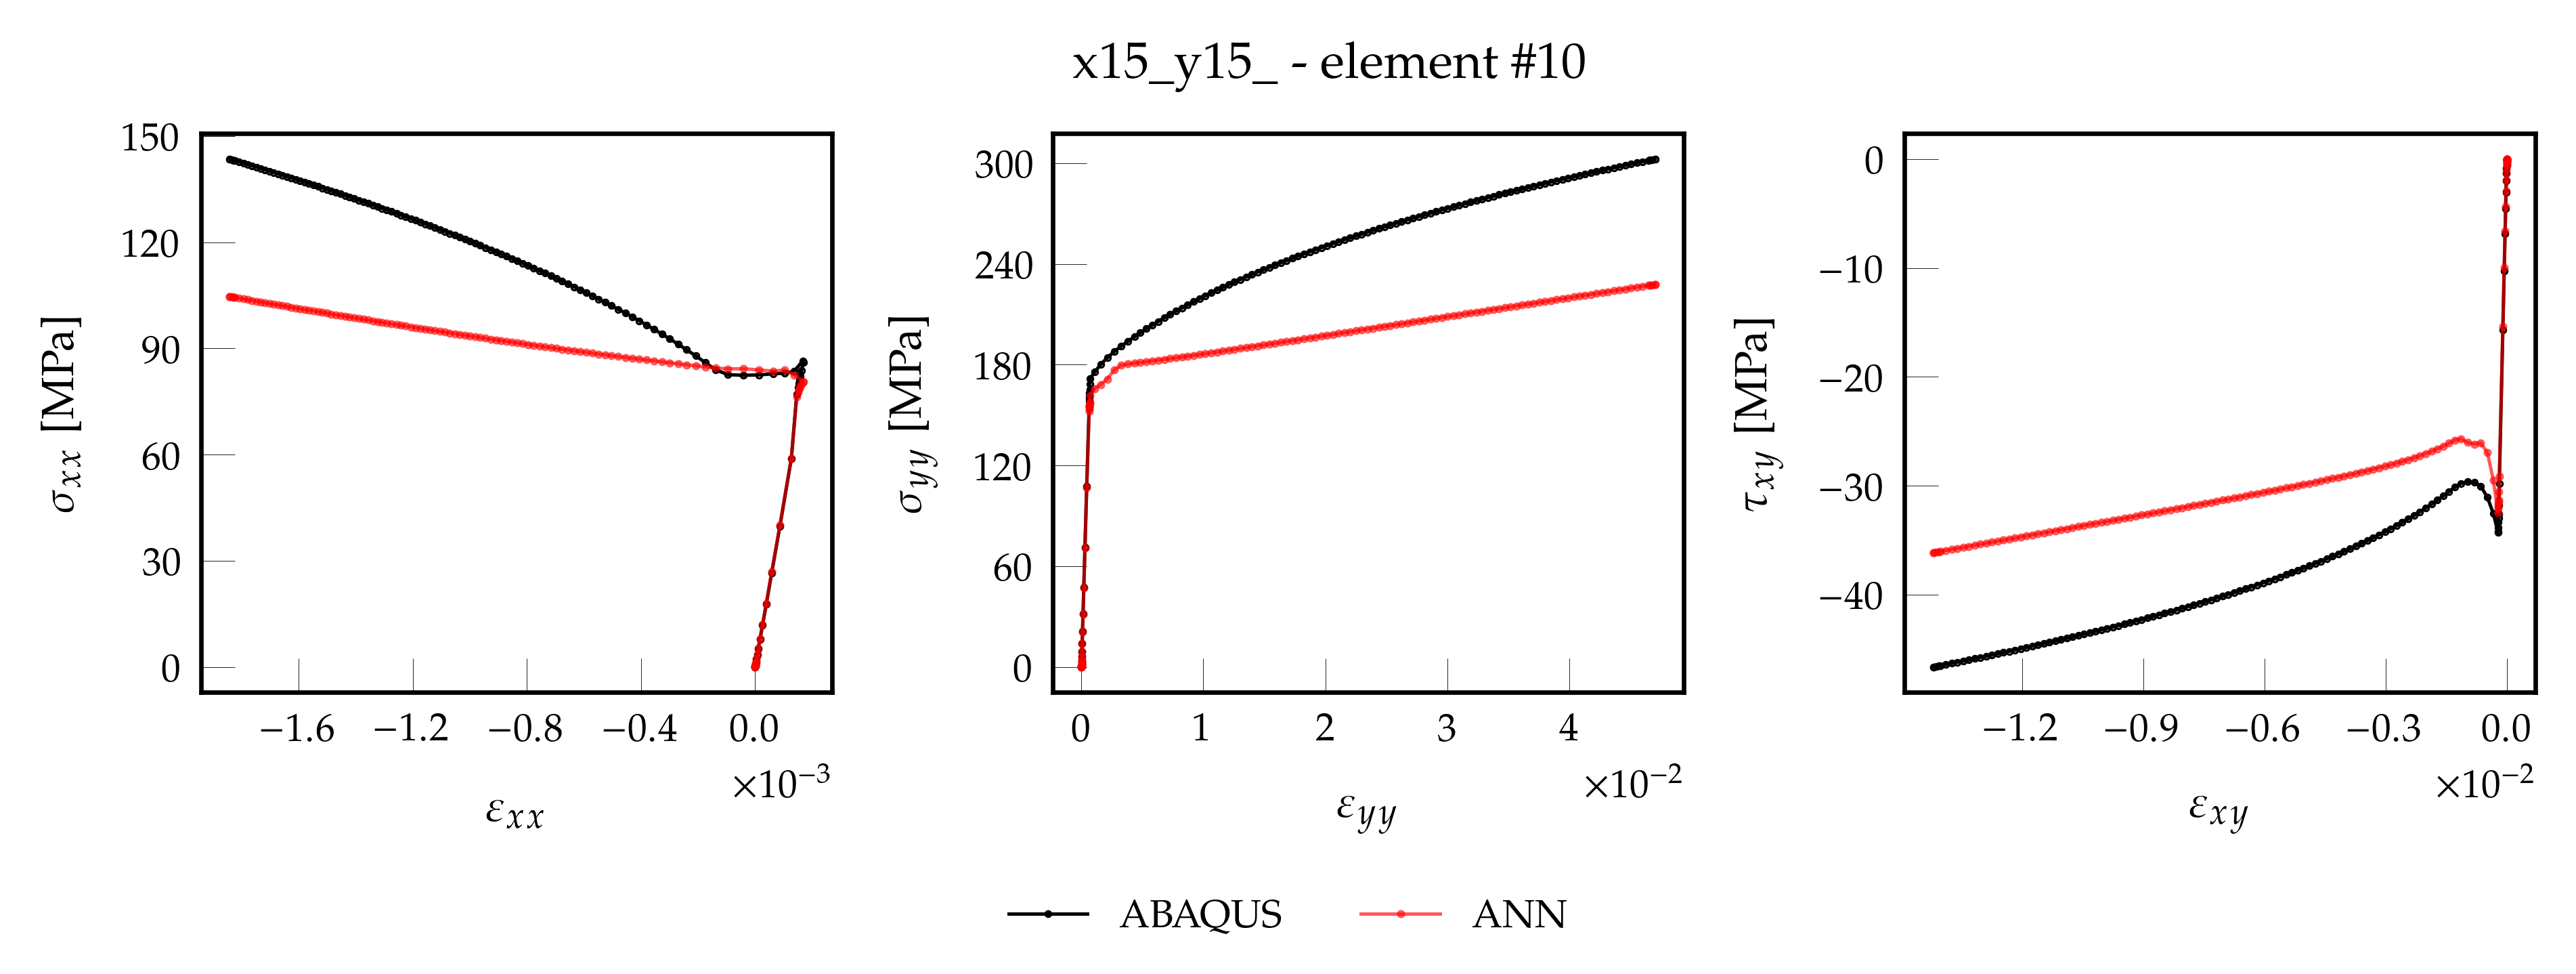 x15_y15_ - element #10
150
120
90
60
30
0
σxx [MPa]
−1.6 −1.2 −0.8 −0.4 0.0
×10−3
εxx
300
240
180
120
60
0
σyy [MPa]
0 1 2 3 4
×10−2
εyy
0
−10
−20
−30
−40
τxy [MPa]
−1.2 −0.9 −0.6 −0.3 0.0
×10−2
εxy
ABAQUS ANN